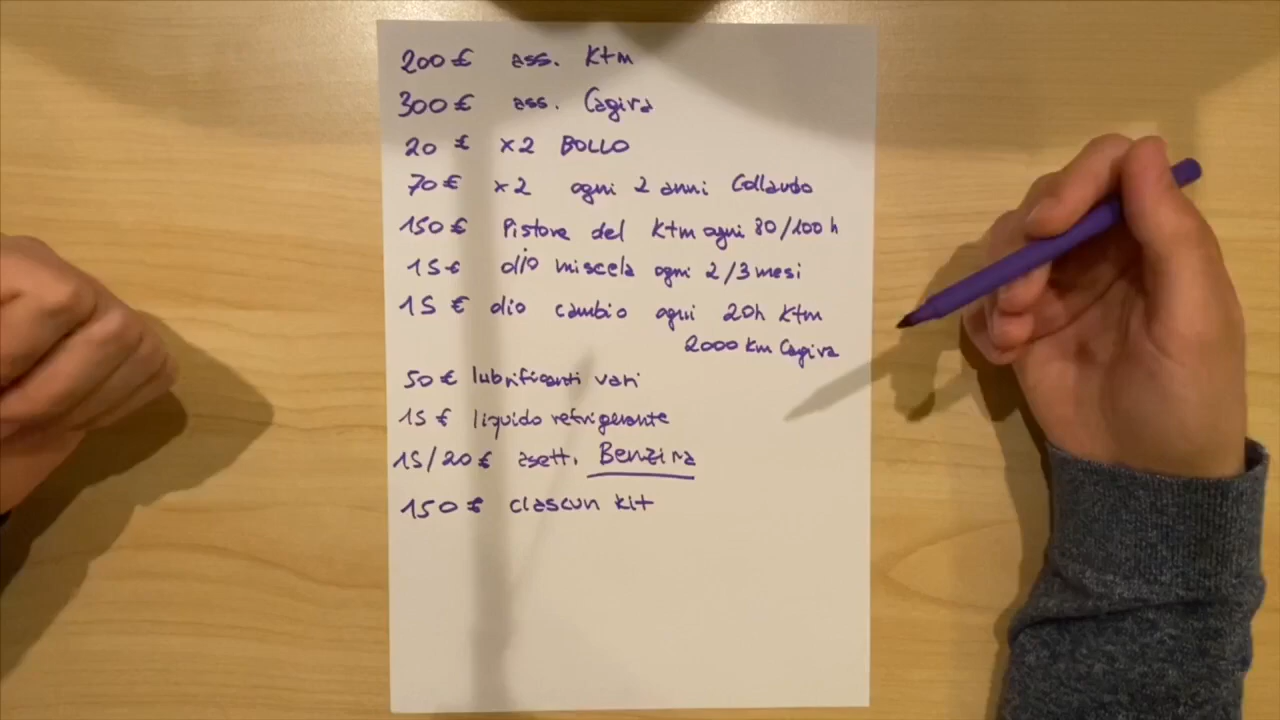 200€ ass. Ktm
300€ ass. Cagiva
20 € x2 BOLLO
70€ x2 ogni 2 anni Collaudo
150€ Pistone del Ktm ogni 80/100h
15€ olio miscela ogni 2/3 mesi
15 € olio cambio ogni 20h Ktm
2000 km Cagiva
50€ lubrificanti vari
15€ liquido refrigerante
15/20€ a sett. Benzina
150€ ciascun kit